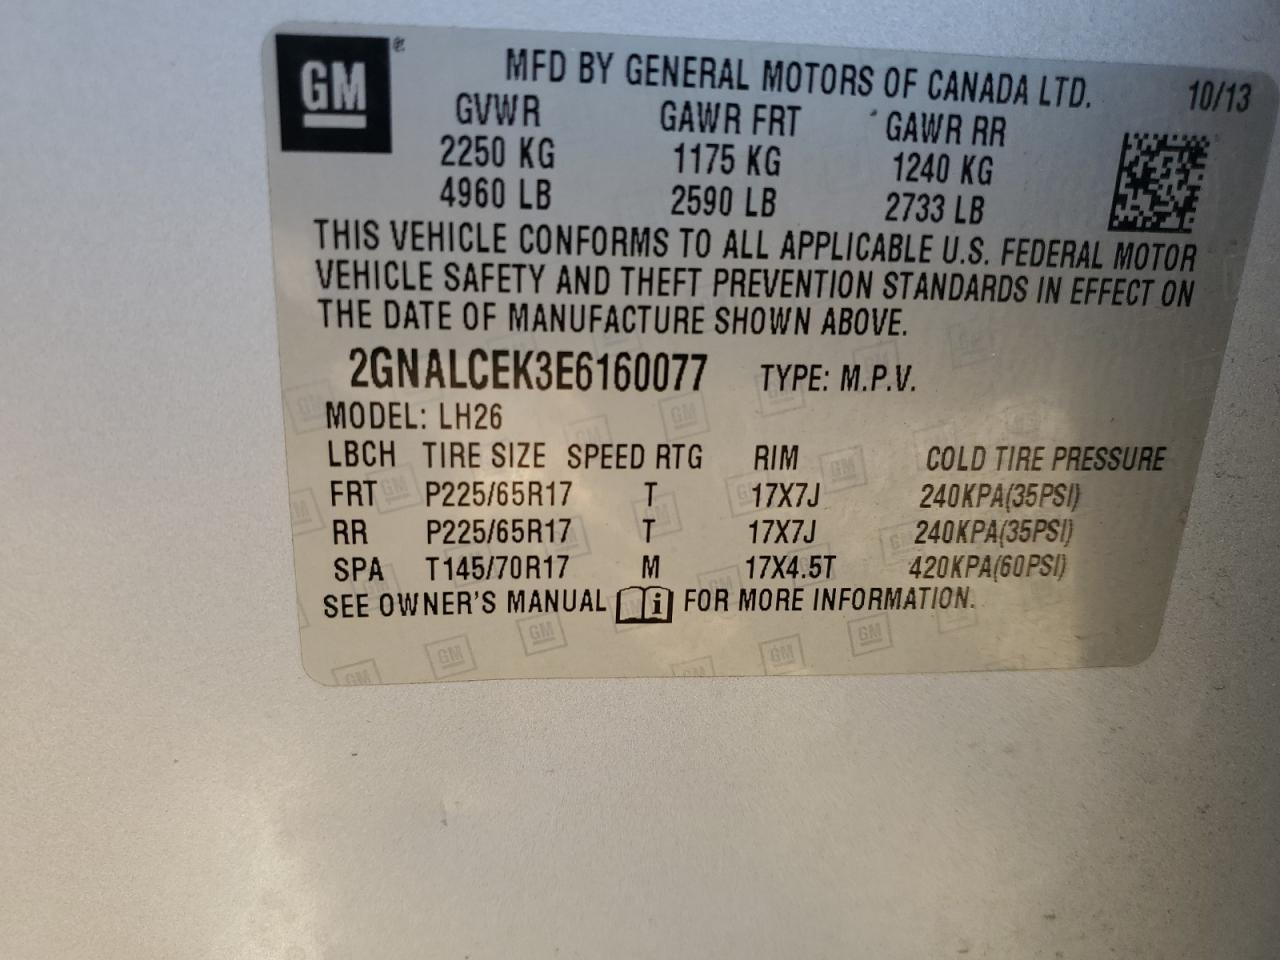 GM ® MFD BY GENERAL MOTORS OF CANADA LTD. 10/13
GVWR GAWR FRT GAWR RR
2250 KG 1175 KG 1240 KG
4960 LB 2590 LB 2733 LB
THIS VEHICLE CONFORMS TO ALL APPLICABLE U.S. FEDERAL MOTOR
VEHICLE SAFETY AND THEFT PREVENTION STANDARDS IN EFFECT ON
THE DATE OF MANUFACTURE SHOWN ABOVE.
2GNALCEK3E6160077 TYPE: M.P.V.
MODEL: LH26
LBCH TIRE SIZE SPEED RTG RIM COLD TIRE PRESSURE
FRT P225/65R17 T 17X7J 240KPA(35PSI)
RR P225/65R17 T 17X7J 240KPA(35PSI)
SPA T145/70R17 M 17X4.5T 420KPA(60PSI)
SEE OWNER'S MANUAL i FOR MORE INFORMATION.